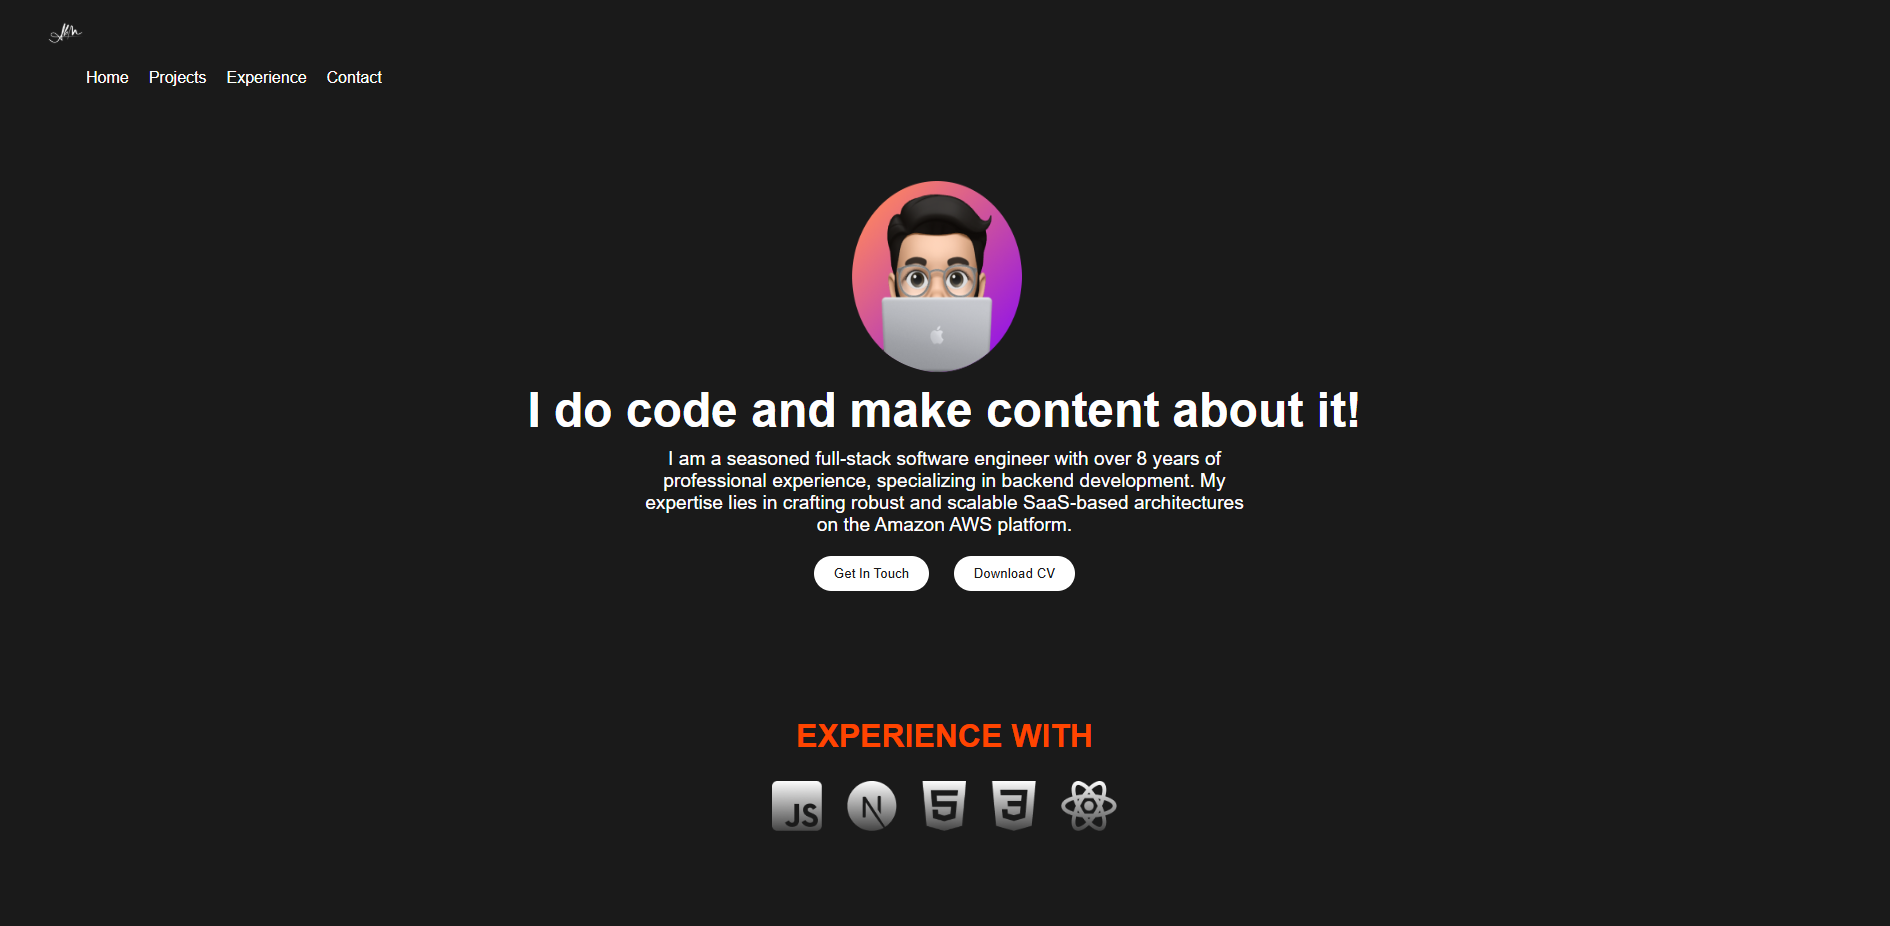 Home Projects Experience Contact
I do code and make content about it!
I am a seasoned full-stack software engineer with over 8 years of
professional experience, specializing in backend development. My
expertise lies in crafting robust and scalable SaaS-based architectures
on the Amazon AWS platform.
Get In Touch Download CV
EXPERIENCE WITH
JS N 5 3